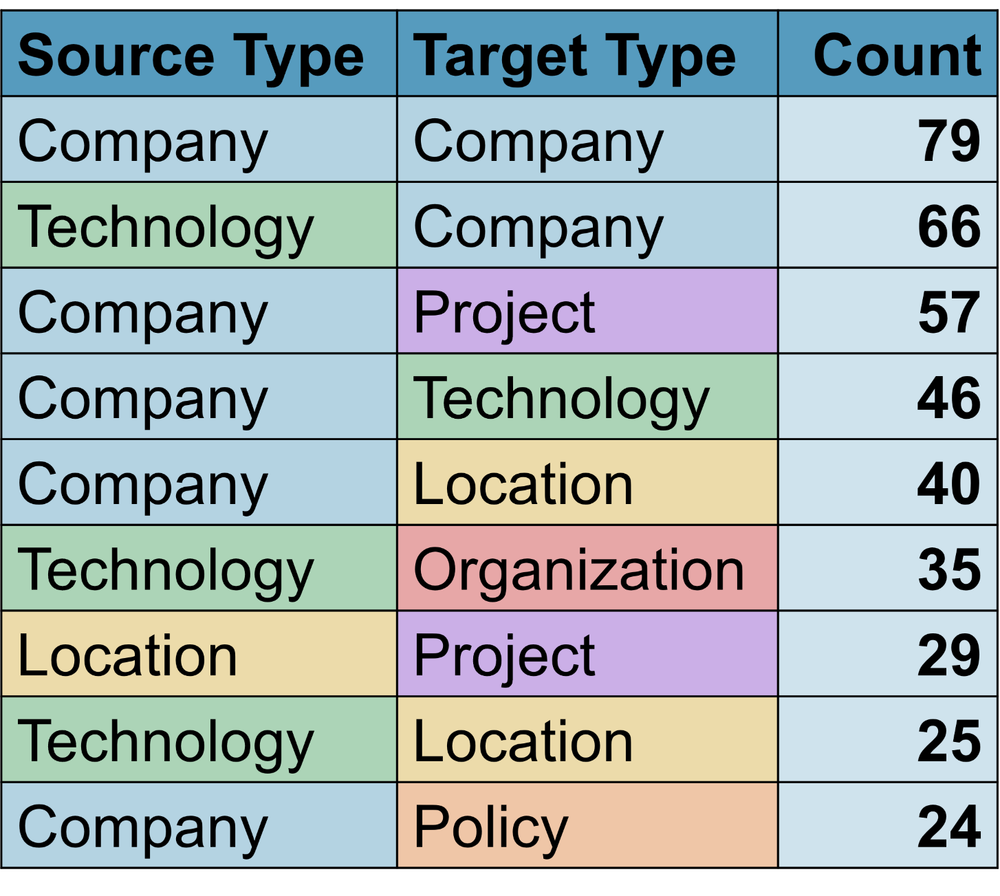 Source Type Target Type Count
Company Company 79
Technology Company 66
Company Project 57
Company Technology 46
Company Location 40
Technology Organization 35
Location Project 29
Technology Location 25
Company Policy 24